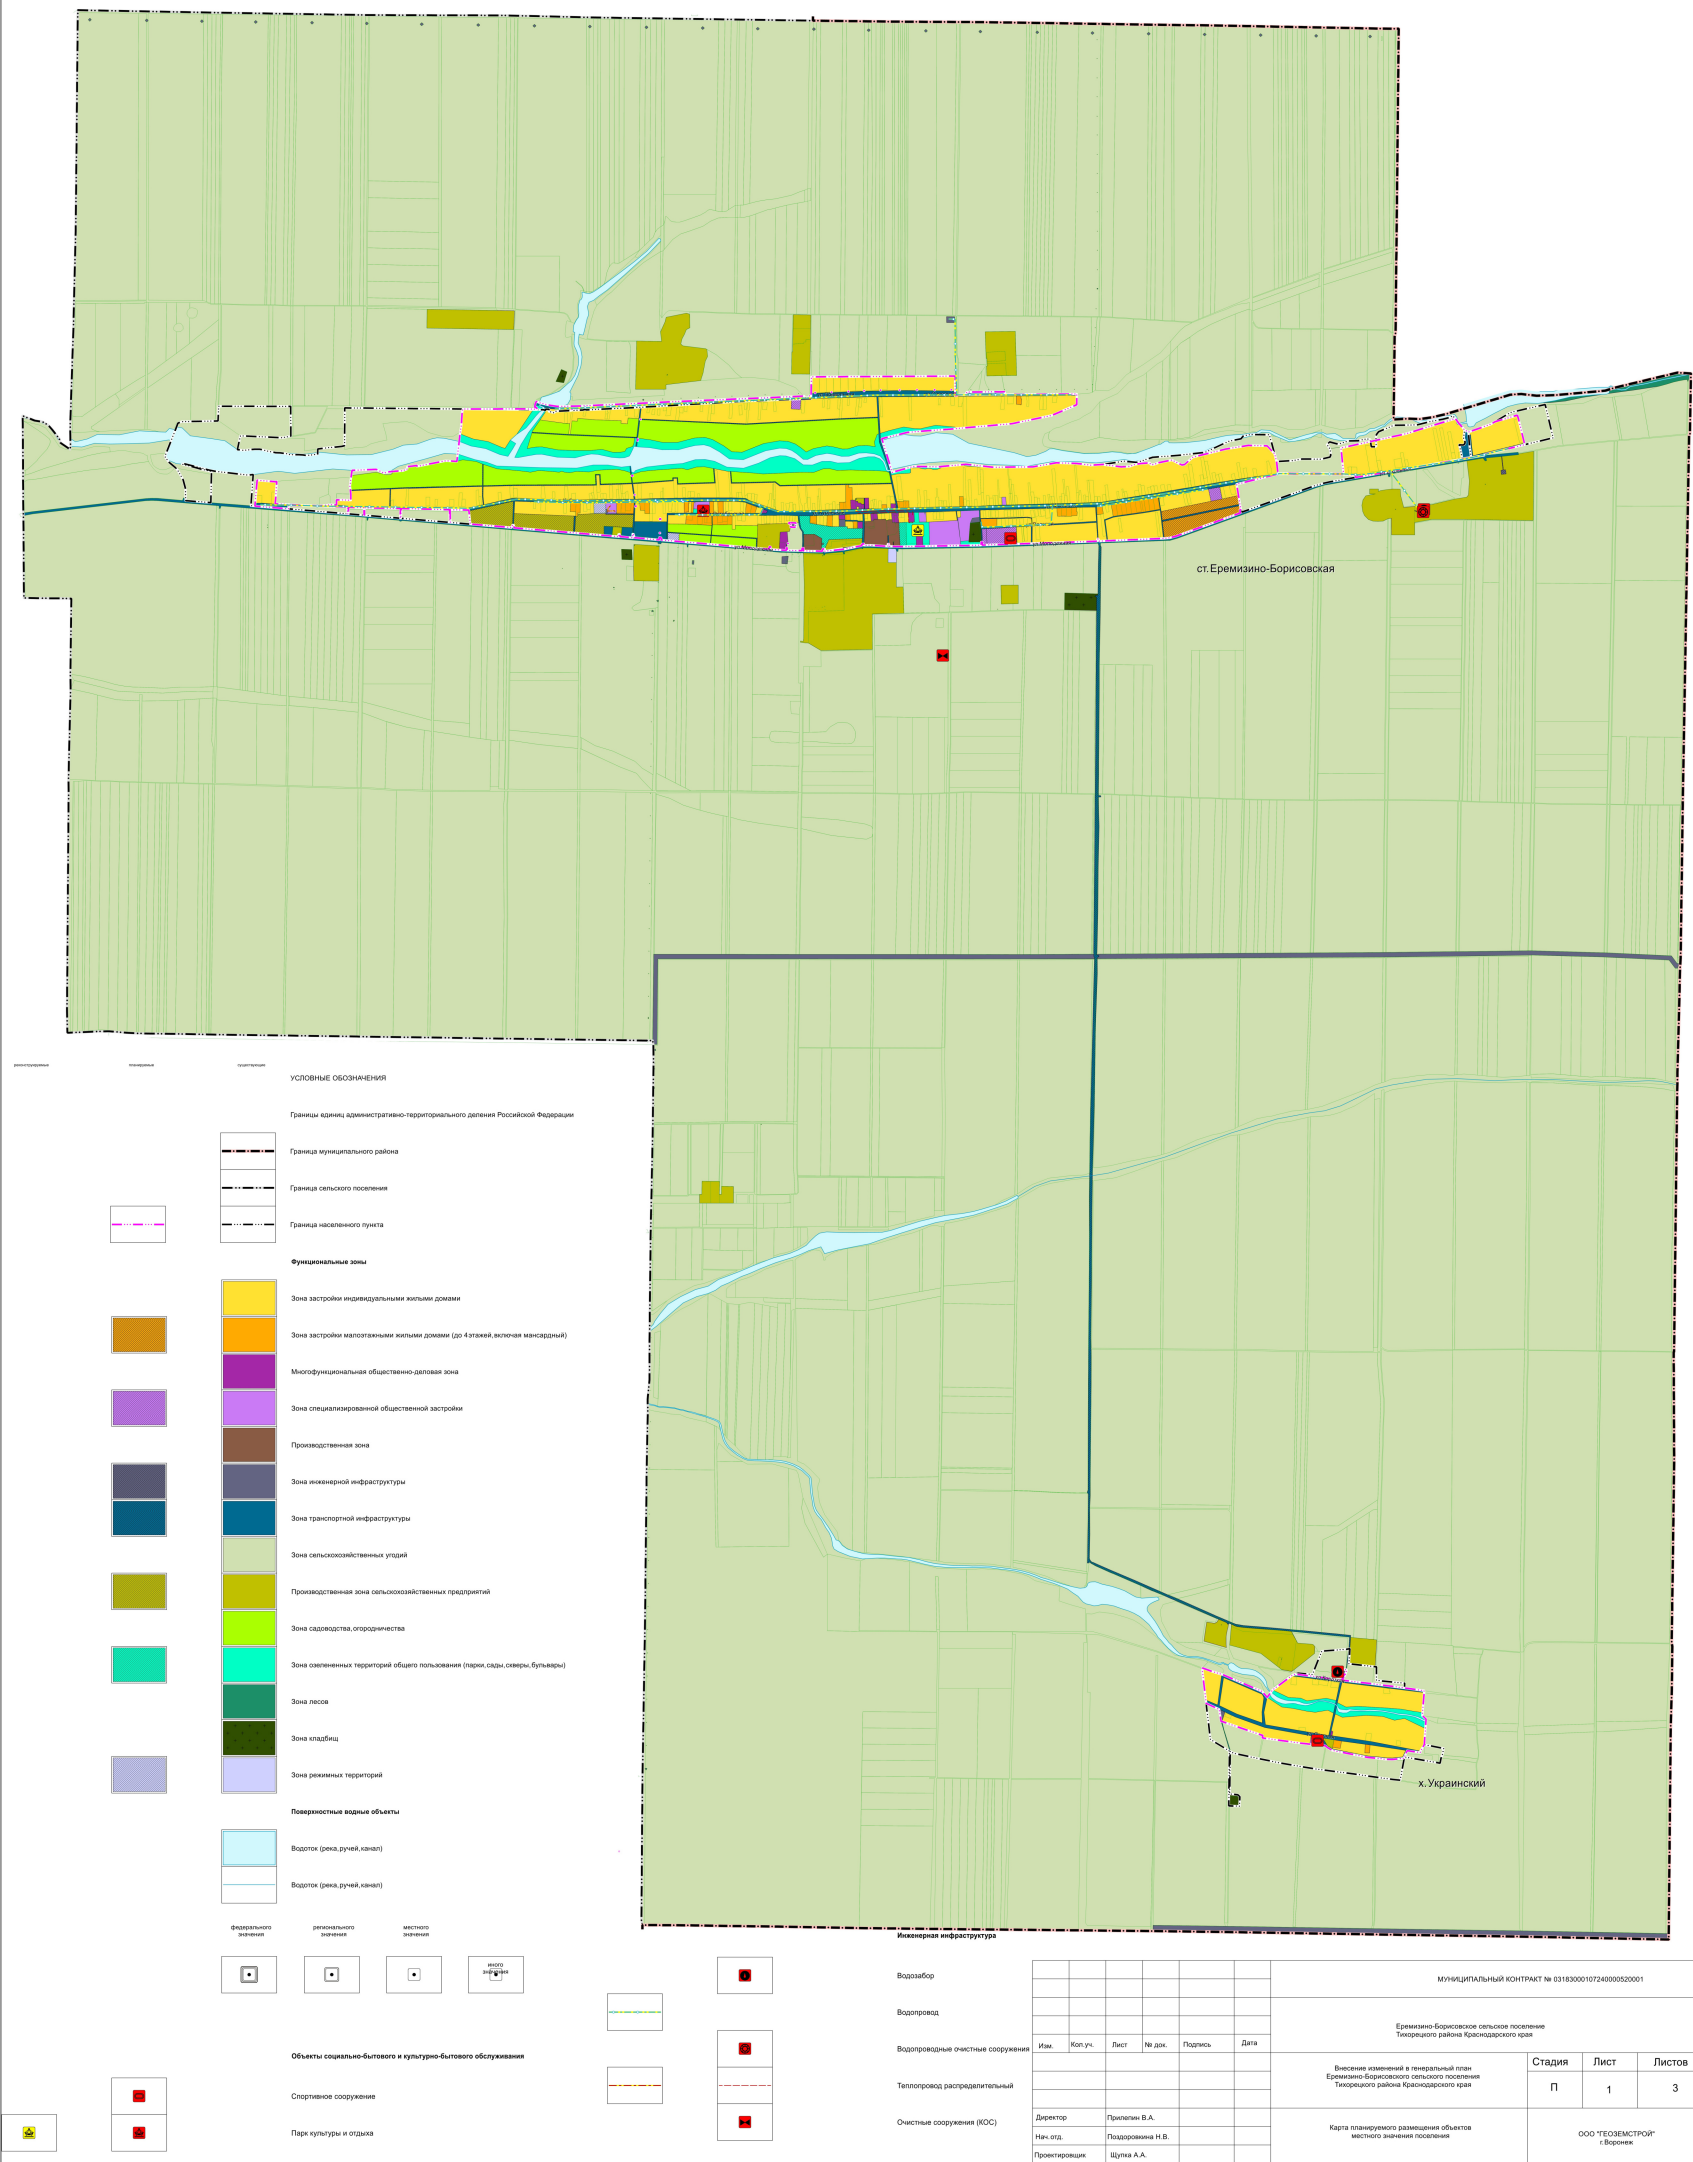 ст.Еремизино-Борисовская
х.Украинский
реконструируемые
планируемые
существующие
УСЛОВНЫЕ ОБОЗНАЧЕНИЯ
Границы единиц административно-территориального деления Российской Федерации
Граница муниципального района
Граница сельского поселения
Граница населенного пункта
Функциональные зоны
Зона застройки индивидуальными жилыми домами
Зона застройки малоэтажными жилыми домами (до 4этажей,включая мансардный)
Многофункциональная общественно-деловая зона
Зона специализированной общественной застройки
Производственная зона
Зона инженерной инфраструктуры
Зона транспортной инфраструктуры
Зона сельскохозяйственных угодий
Производственная зона сельскохозяйственных предприятий
Зона садоводства,огородничества
Зона озелененных территорий общего пользования (парки,сады,скверы,бульвары)
Зона лесов
Зона кладбищ
Зона режимных территорий
Поверхностные водные объекты
Водоток (река,ручей,канал)
Водоток (река,ручей,канал)
федерального
значения
регионального
значения
местного
значения
иного
значения
Объекты социально-бытового и культурно-бытового обслуживания
Спортивное сооружение
Парк культуры и отдыха
Инженерная инфраструктура
Водозабор
Водопровод
Водопроводные очистные сооружения
Теплопровод распределительный
Очистные сооружения (КОС)
МУНИЦИПАЛЬНЫЙ КОНТРАКТ № 03183000107240000520001
Еремизино-Борисовское сельское поселение
Тихорецкого района Краснодарского края
Изм.
Кол.уч.
Лист
№ док.
Подпись
Дата
Внесение изменений в генеральный план
Еремизино-Борисовского сельского поселения
Тихорецкого района Краснодарского края
Стадия
Лист
Листов
П
1
3
Директор
Прилепин В.А.
Нач.отд.
Поздоровкина Н.В.
Проектировщик
Щупка А.А.
Карта планируемого размещения объектов
местного значения поселения
ООО "ГЕОЗЕМСТРОЙ"
г.Воронеж